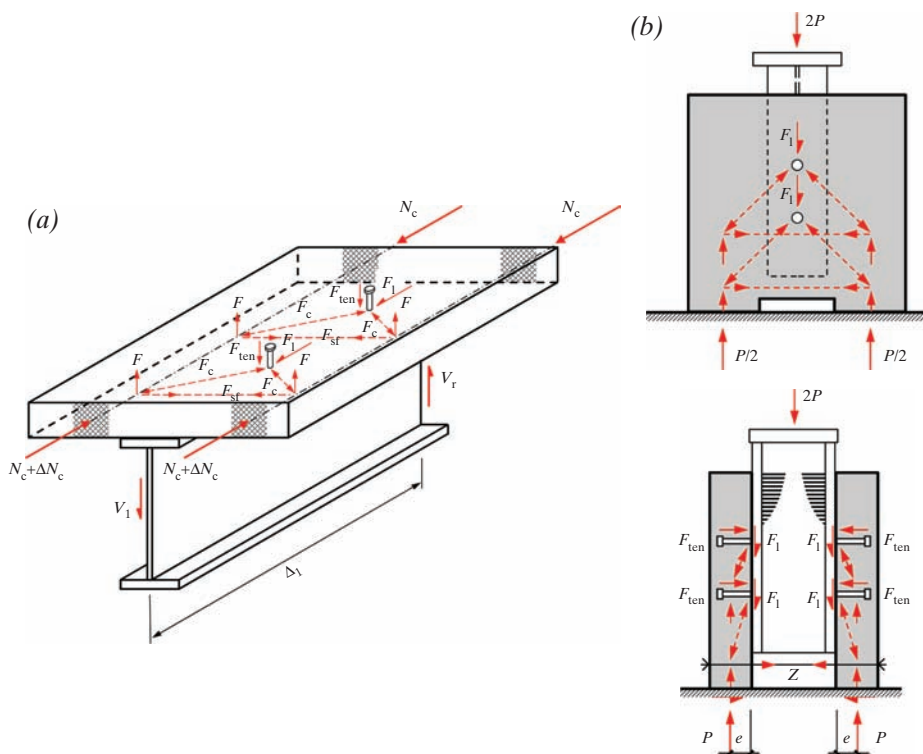 (a)
N_c
N_c
F_ten
F_l
F
F_c
F
F_ten
F_l
F_sf
F_c
F
F
F_c
F_sf
F_c
F
N_c+ΔN_c
N_c+ΔN_c
V_r
V_l
Δ_l
(b)
2P
F_l
F_l
P/2
P/2
2P
F_ten
F_l
F_l
F_ten
F_ten
F_l
F_l
F_ten
Z
P
e
e
P